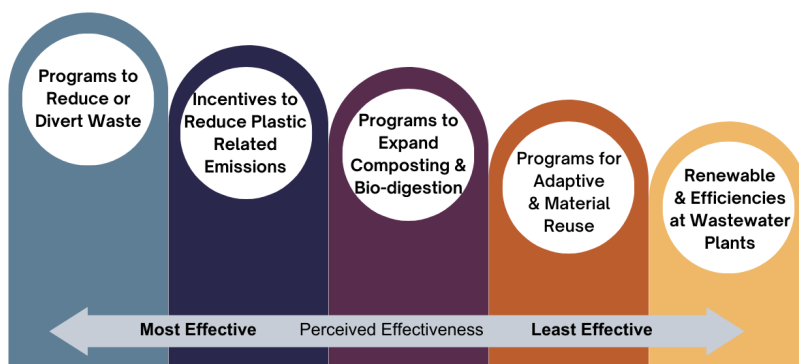 Programs to
Reduce or
Divert Waste
Incentives to
Reduce Plastic
Related
Emissions
Programs to
Expand
Composting &
Bio-digestion
Programs for
Adaptive
& Material
Reuse
Renewable
& Efficiencies
at Wastewater
Plants
Most Effective Perceived Effectiveness Least Effective